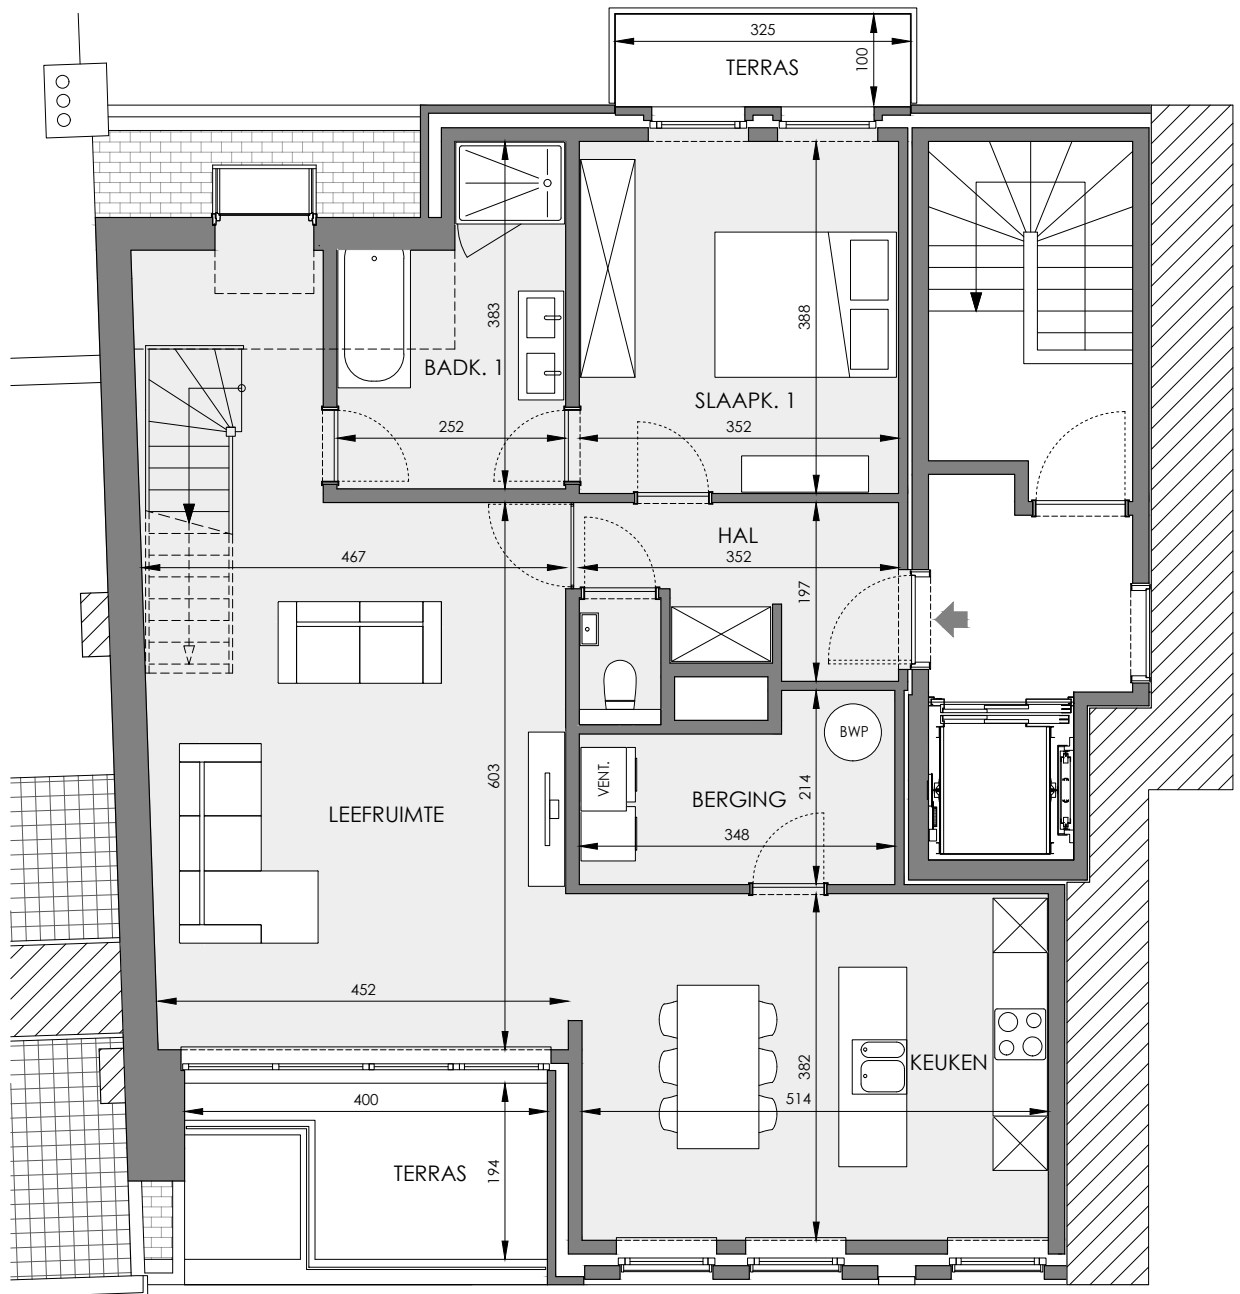 325
100
TERRAS
383
388
BADK. 1
SLAAPK. 1
252
352
HAL
467
352
197
603
BWP
VENT.
214
BERGING
LEEFRUIMTE
348
452
382
KEUKEN
400
514
TERRAS
194